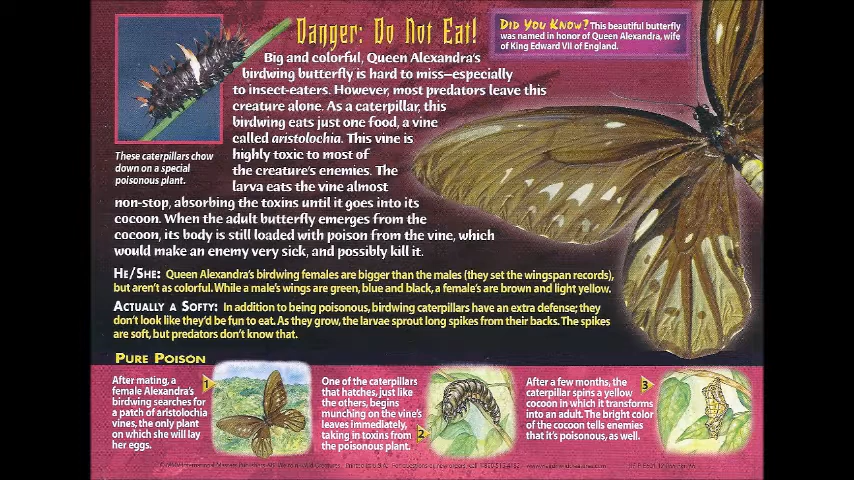 Danger: Do Not Eat!
DID YOU KNOW? This beautiful butterfly
was named in honor of Queen Alexandra, wife
of King Edward VII of England.
Big and colorful, Queen Alexandra's
birdwing butterfly is hard to miss—especially
to insect-eaters. However, most predators leave this
creature alone. As a caterpillar, this
birdwing eats just one food, a vine
called aristolochia. This vine is
highly toxic to most of
the creature's enemies. The
larva eats the vine almost
non-stop, absorbing the toxins until it goes into its
cocoon. When the adult butterfly emerges from the
cocoon, its body is still loaded with poison from the vine, which
would make an enemy very sick, and possibly kill it.
These caterpillars chow
down on a special
poisonous plant.
HE/SHE: Queen Alexandra's birdwing females are bigger than the males (they set the wingspan records),
but aren't as colorful. While a male's wings are green, blue and black, a female's are brown and light yellow.
ACTUALLY A SOFTY: In addition to being poisonous, birdwing caterpillars have an extra defense; they
don't look like they'd be fun to eat. As they grow, the larvae sprout long spikes from their backs. The spikes
are soft, but predators don't know that.
PURE POISON
After mating, a
female Alexandra's
birdwing searches for
a patch of aristolochia
vines, the only plant
on which she will lay
her eggs.
1
One of the caterpillars
that hatches, just like
the others, begins
munching on the vine's
leaves immediately,
taking in toxins from
the poisonous plant.
2
After a few months, the
caterpillar spins a yellow
cocoon in which it transforms
into an adult. The bright color
of the cocoon tells enemies
that it's poisonous, as well.
3